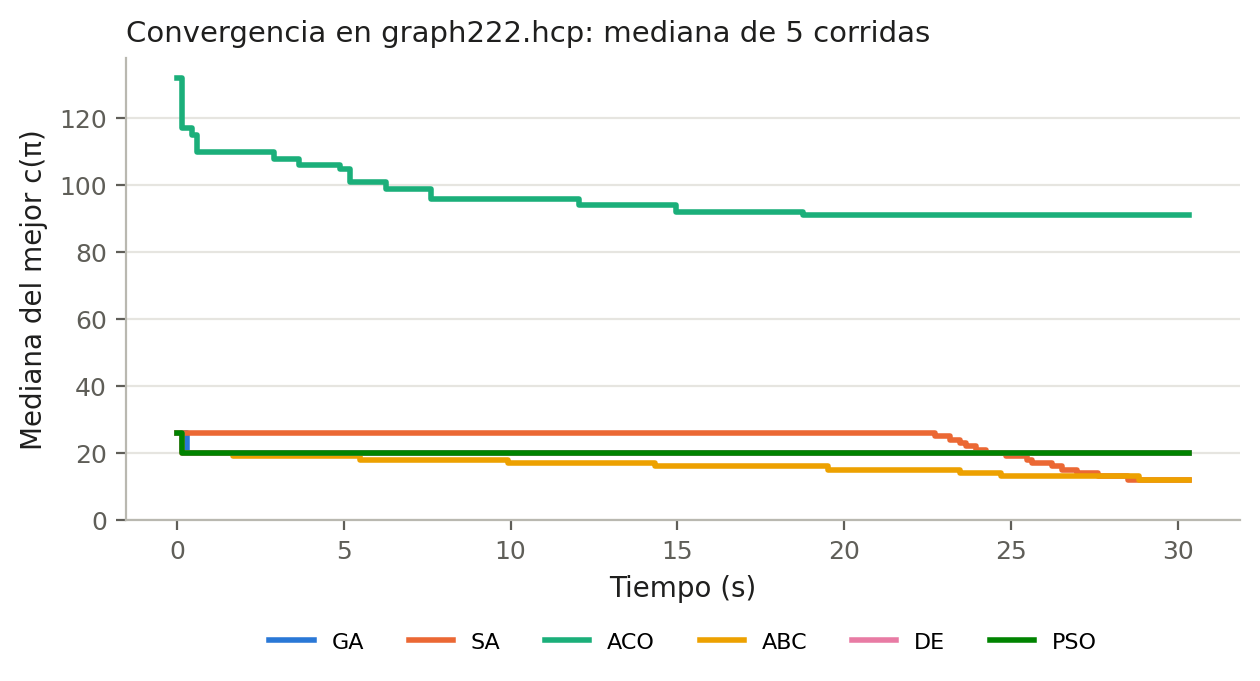 Convergencia en graph222.hcp: mediana de 5 corridas
Mediana del mejor c(π)
120
100
80
60
40
20
0
0 5 10 15 20 25 30
Tiempo (s)
GA SA ACO ABC DE PSO